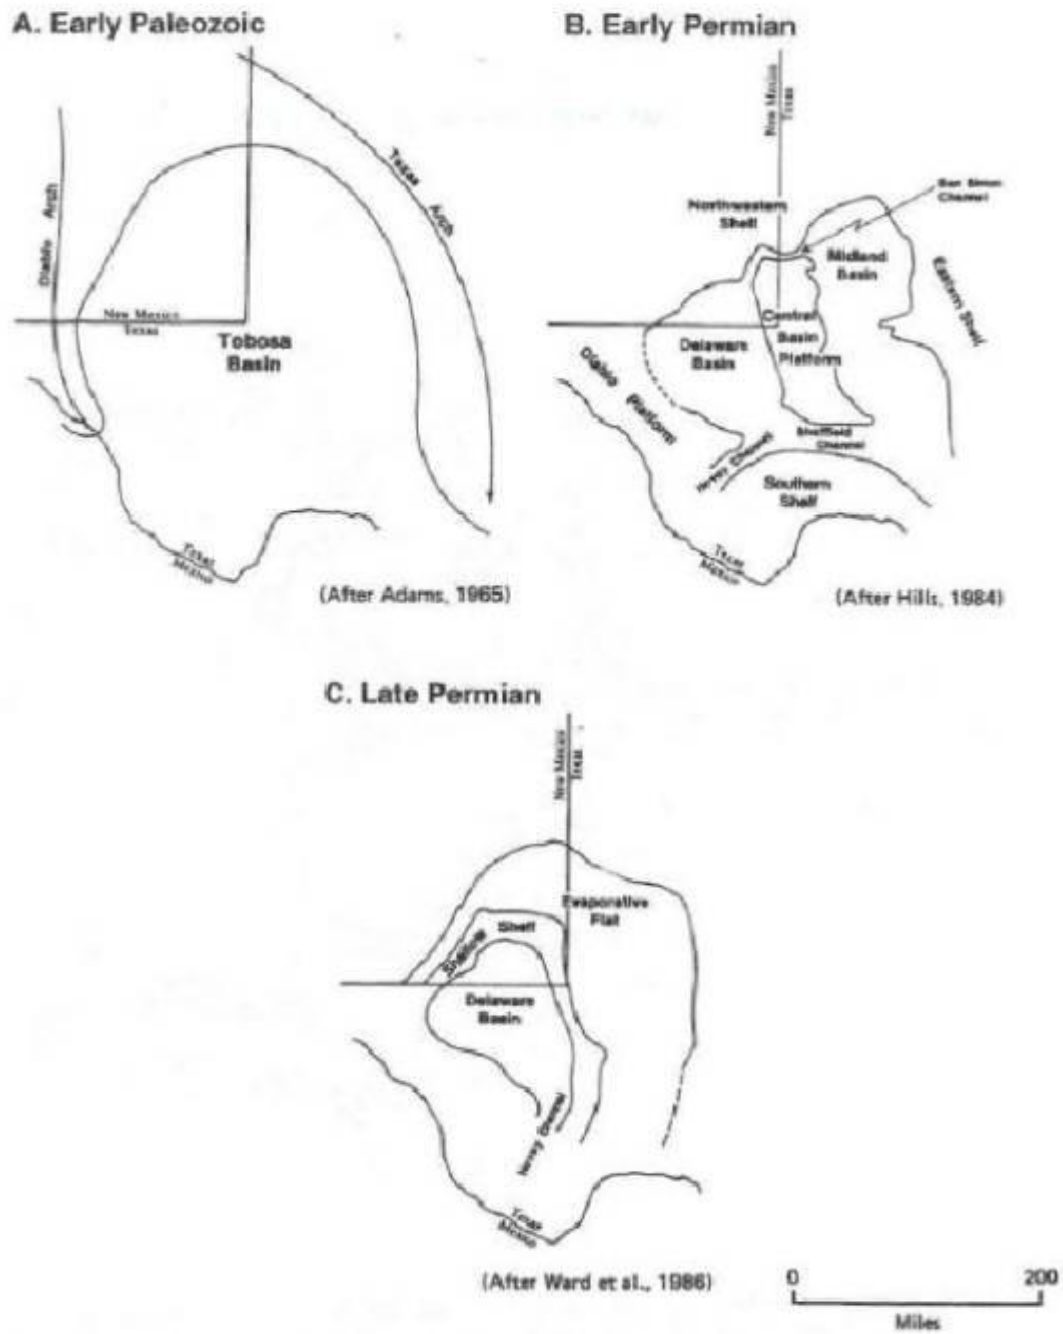 A. Early Paleozoic
Diablo Arch
Texas Arch
New Mexico
Texas
Tobosa
Basin
Texas
Mexico
(After Adams, 1965)
B. Early Permian
New Mexico
Texas
San Simon
Channel
Northwestern
Shelf
Midland
Basin
Eastern Shelf
Central
Basin
Platform
Delaware
Basin
Diablo Platform
Sheffield
Channel
Hovey Channel
Southern
Shelf
Texas
Mexico
(After Hills, 1984)
C. Late Permian
New Mexico
Texas
Evaporative
Flat
Shallow
Shelf
Delaware
Basin
Hovey Channel
Texas
Mexico
(After Ward et al., 1986)
0
200
Miles